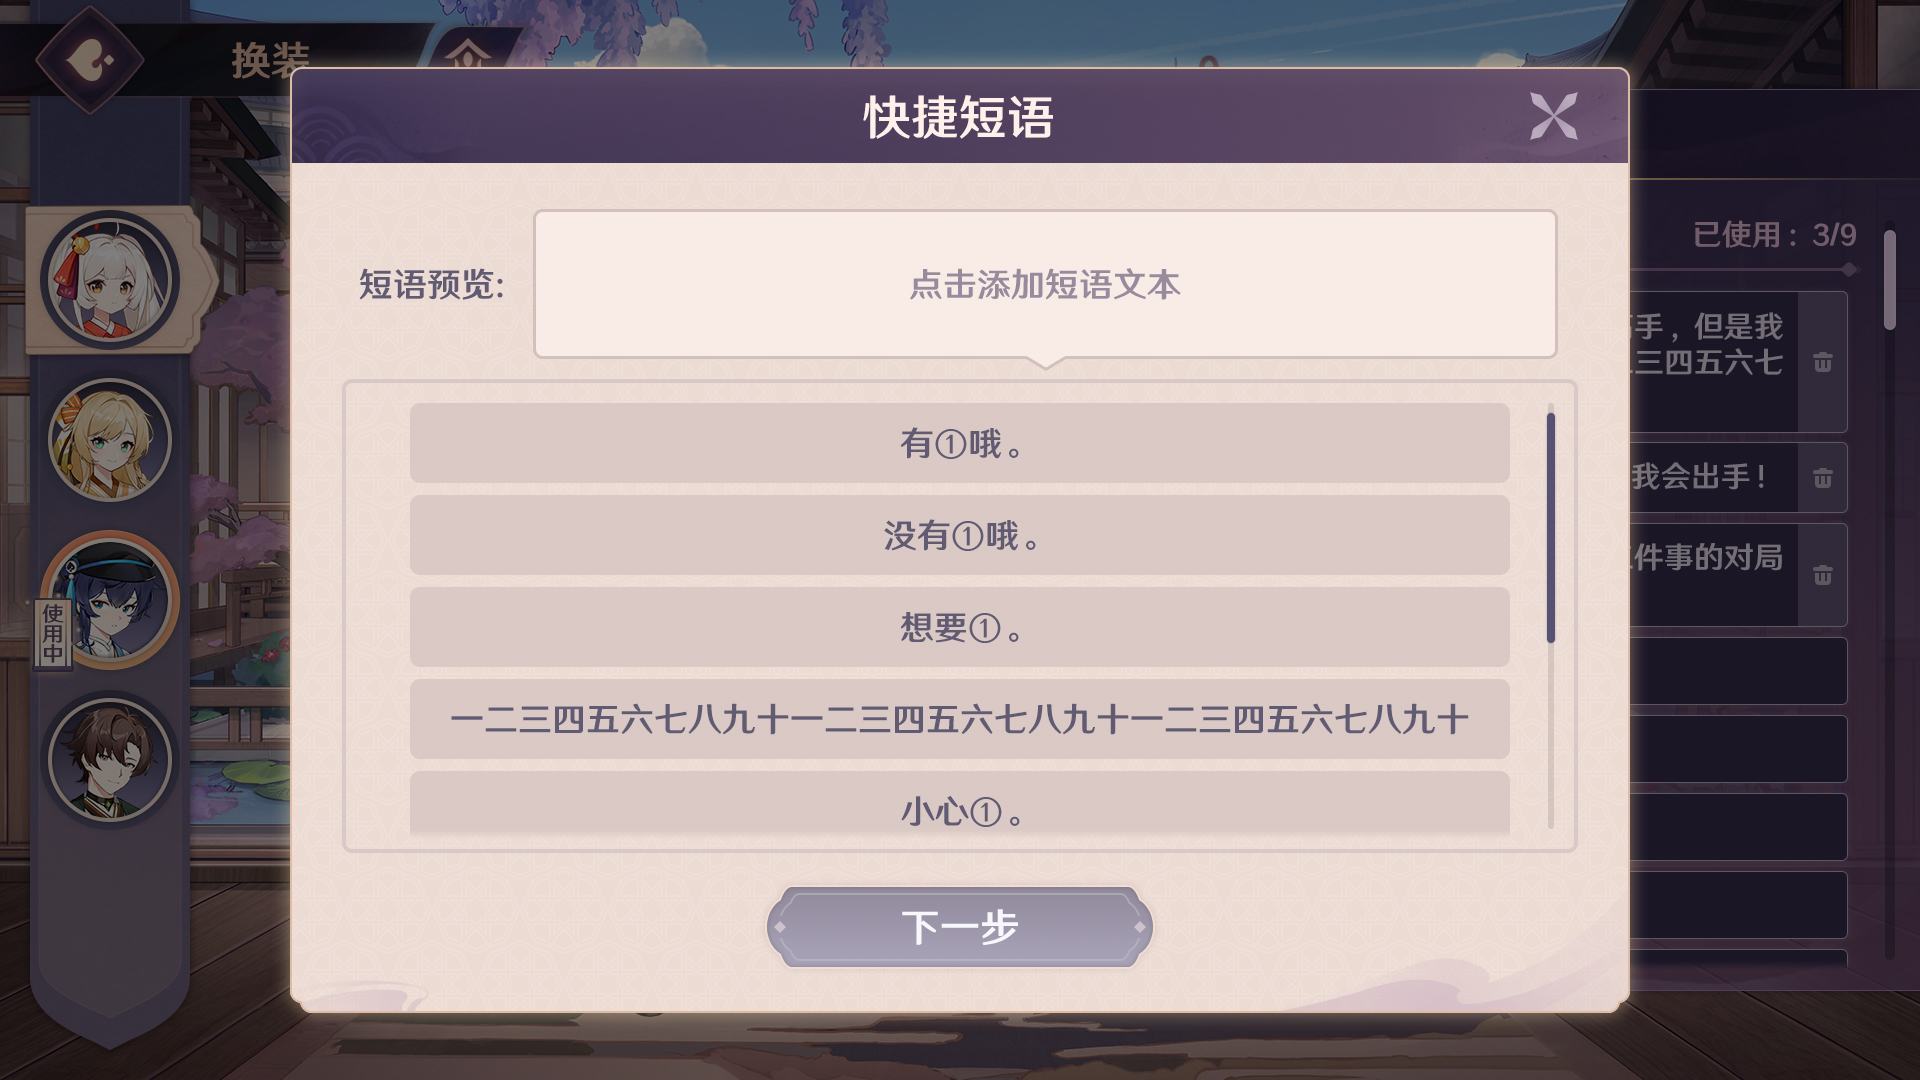 换装
快捷短语
短语预览:
点击添加短语文本
有①哦。
没有①哦。
想要①。
一二三四五六七八九十一二三四五六七八九十一二三四五六七八九十
小心①。
下一步
使用中
已使用：3/9
手，但是我
三四五六七
我会出手！
件事的对局